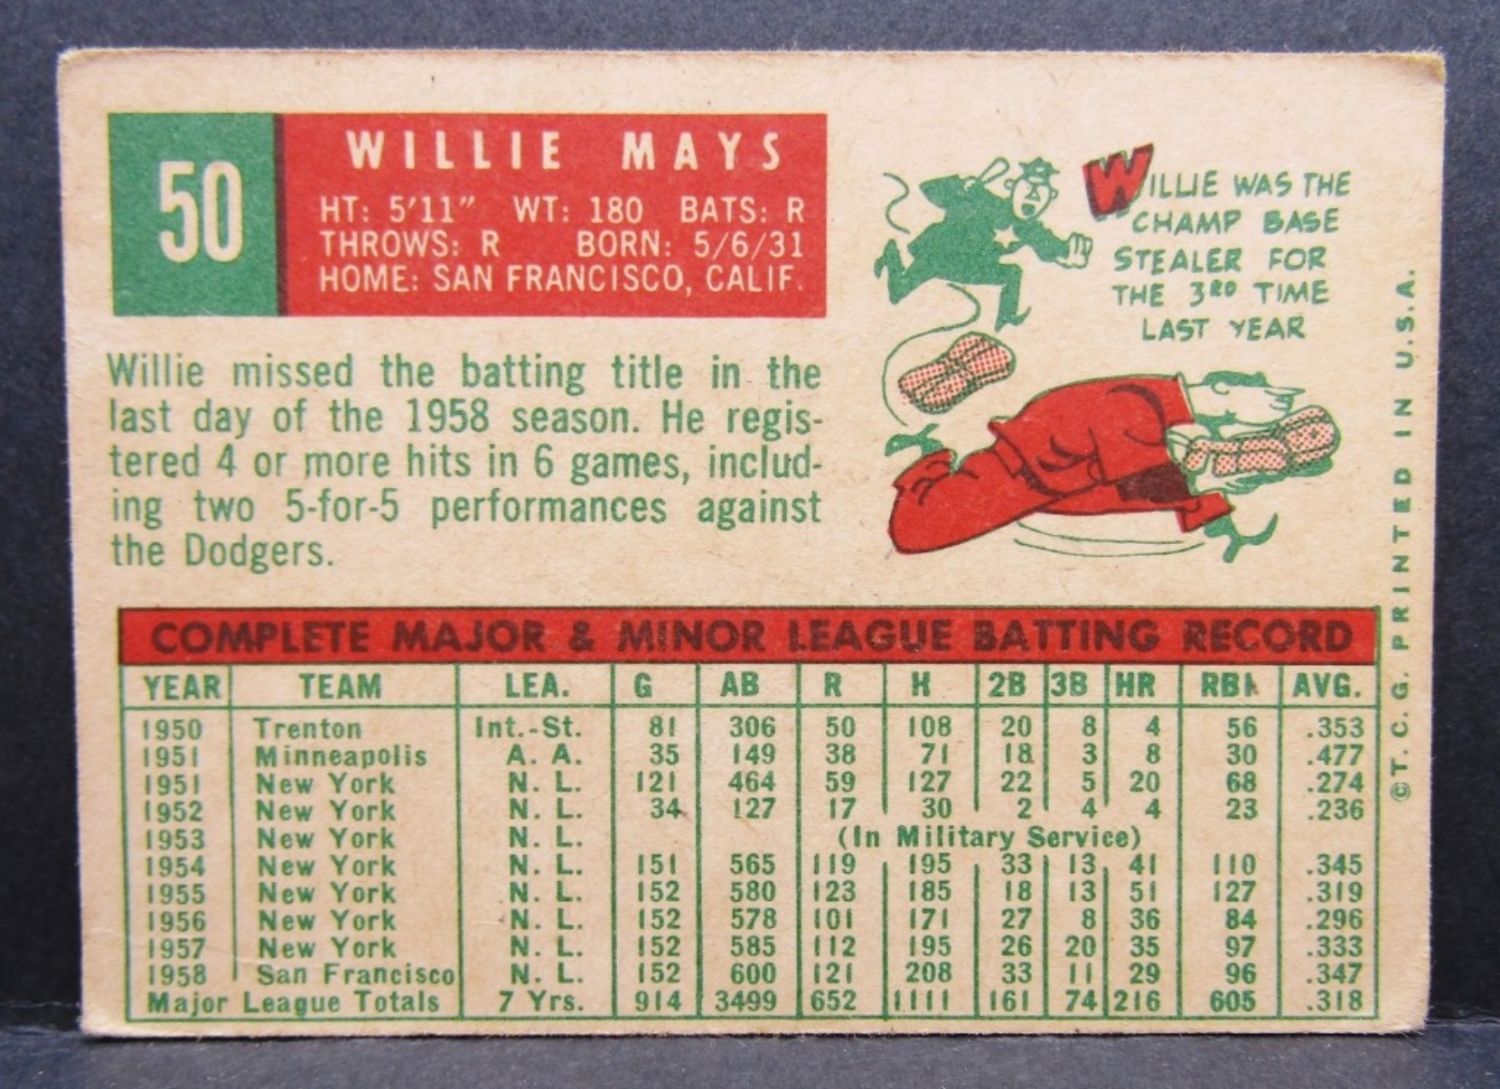 50
WILLIE MAYS
HT: 5'11" WT: 180 BATS: R
THROWS: R BORN: 5/6/31
HOME: SAN FRANCISCO, CALIF.
Willie missed the batting title in the
last day of the 1958 season. He regis-
tered 4 or more hits in 6 games, includ-
ing two 5-for-5 performances against
the Dodgers.
WILLIE WAS THE
CHAMP BASE
STEALER FOR
THE 3RD TIME
LAST YEAR
COMPLETE MAJOR & MINOR LEAGUE BATTING RECORD
YEAR TEAM LEA. G AB R H 2B 3B HR RBI AVG.
1950 Trenton Int.-St. 81 306 50 108 20 8 4 56 .353
1951 Minneapolis A. A. 35 149 38 71 18 3 8 30 .477
1951 New York N. L. 121 464 59 127 22 5 20 68 .274
1952 New York N. L. 34 127 17 30 2 4 4 23 .236
1953 New York N. L. (In Military Service)
1954 New York N. L. 151 565 119 195 33 13 41 110 .345
1955 New York N. L. 152 580 123 185 18 13 51 127 .319
1956 New York N. L. 152 578 101 171 27 8 36 84 .296
1957 New York N. L. 152 585 112 195 26 20 35 97 .333
1958 San Francisco N. L. 152 600 121 208 33 11 29 96 .347
Major League Totals 7 Yrs. 914 3499 652 1111 161 74 216 605 .318
©T.C.G. PRINTED IN U.S.A.